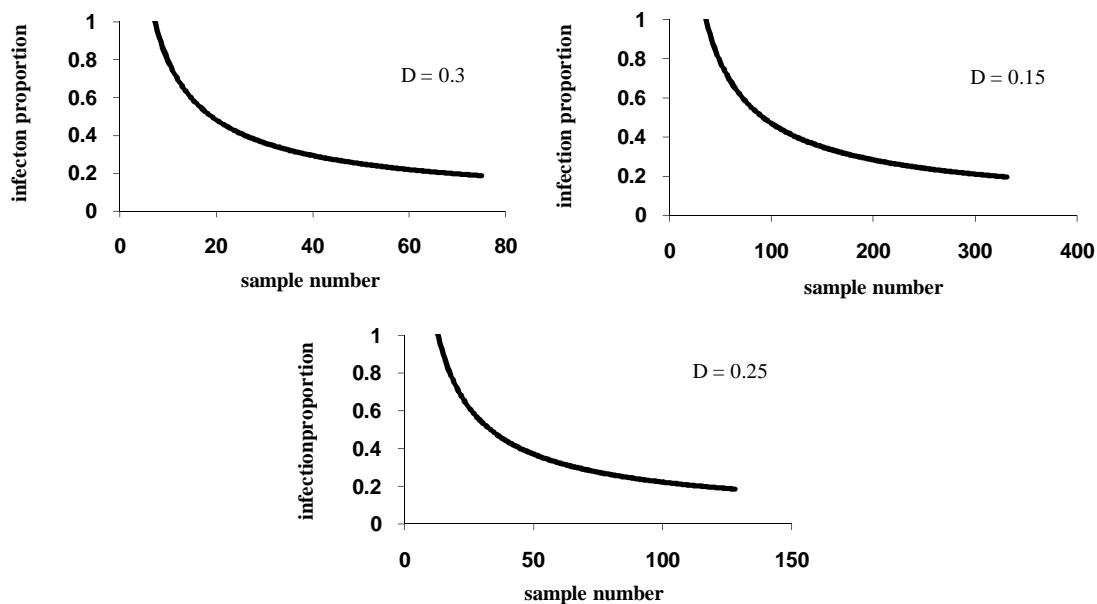 1
0.8
0.6
0.4
0.2
0
infecton proportion
D = 0.3
0 20 40 60 80
sample number
1
0.8
0.6
0.4
0.2
0
infection proportion
D = 0.15
0 100 200 300 400
sample number
1
0.8
0.6
0.4
0.2
0
infectionproportion
D = 0.25
0 50 100 150
sample number